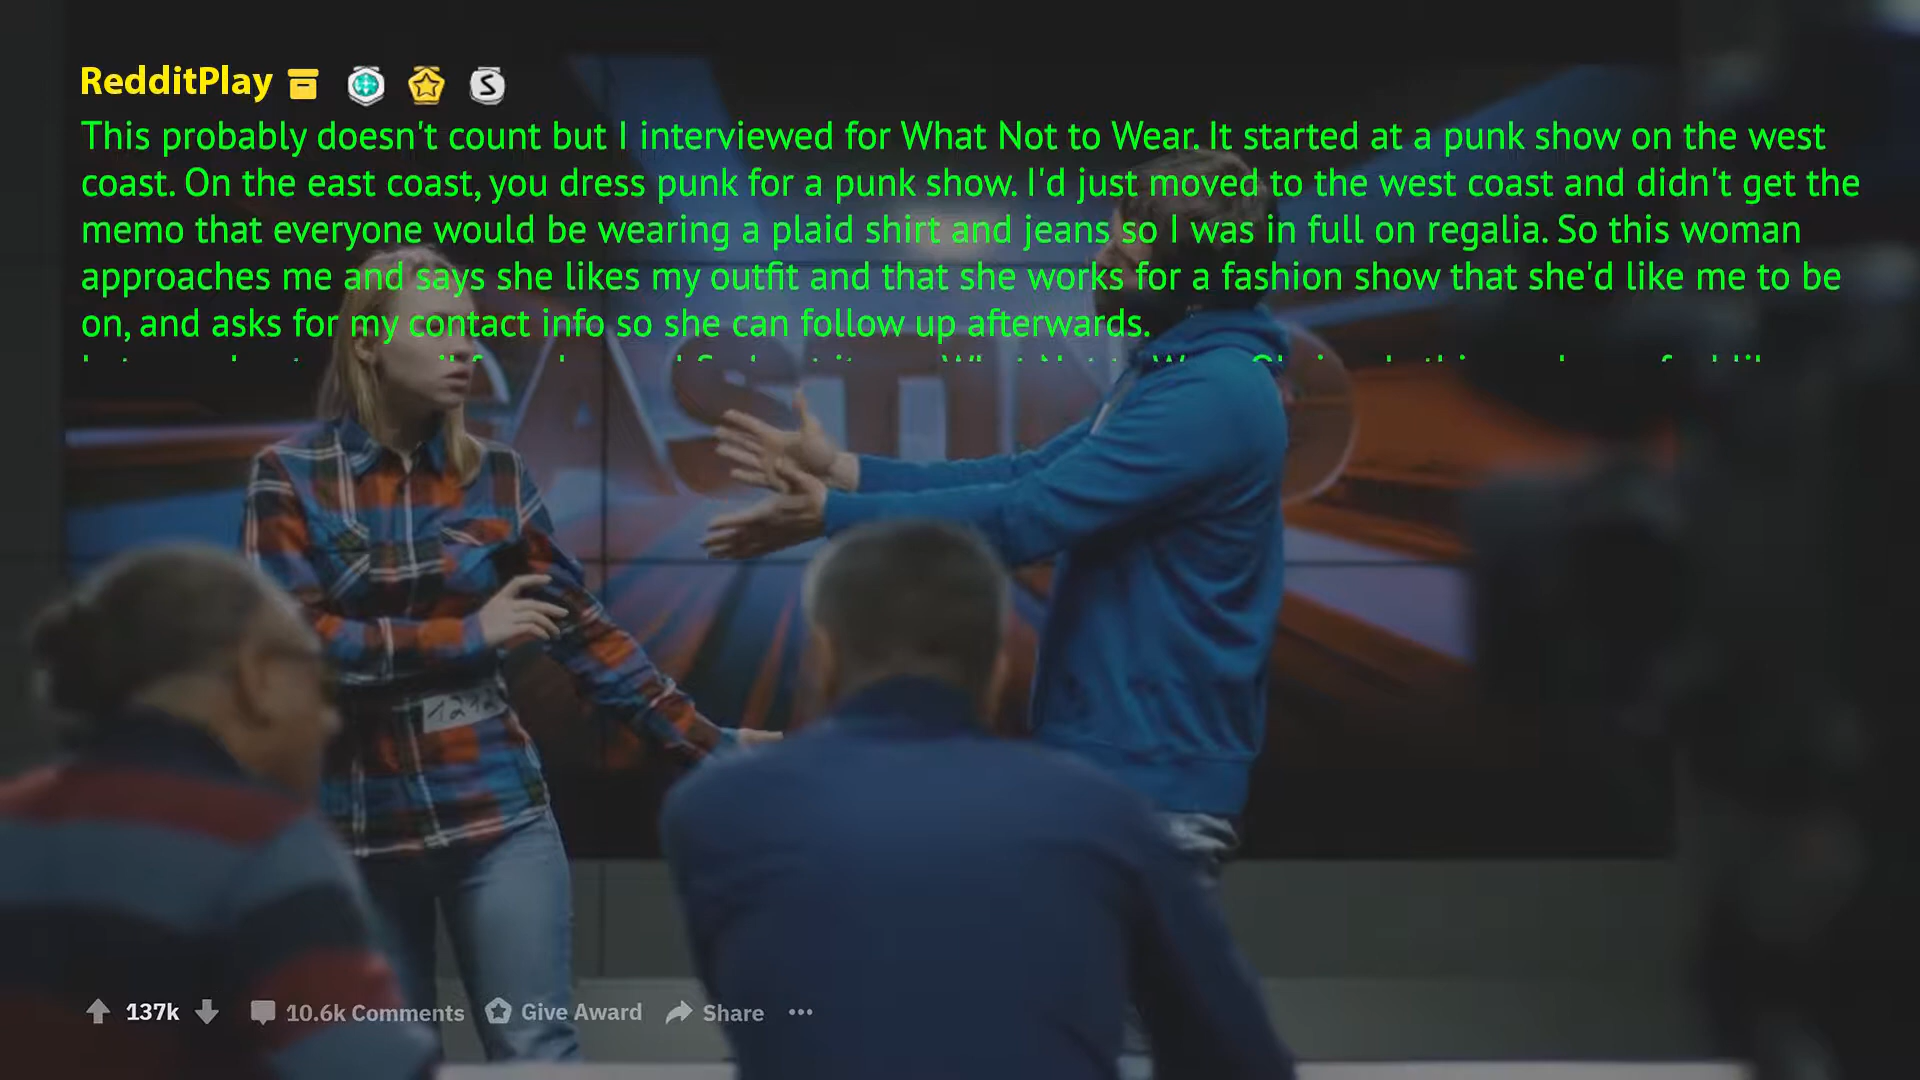 RedditPlay
This probably doesn't count but I interviewed for What Not to Wear. It started at a punk show on the west
coast. On the east coast, you dress punk for a punk show. I'd just moved to the west coast and didn't get the
memo that everyone would be wearing a plaid shirt and jeans so I was in full on regalia. So this woman
approaches me and says she likes my outfit and that she works for a fashion show that she'd like me to be
on, and asks for my contact info so she can follow up afterwards.
CASTING
1212
137k 10.6k Comments Give Award Share